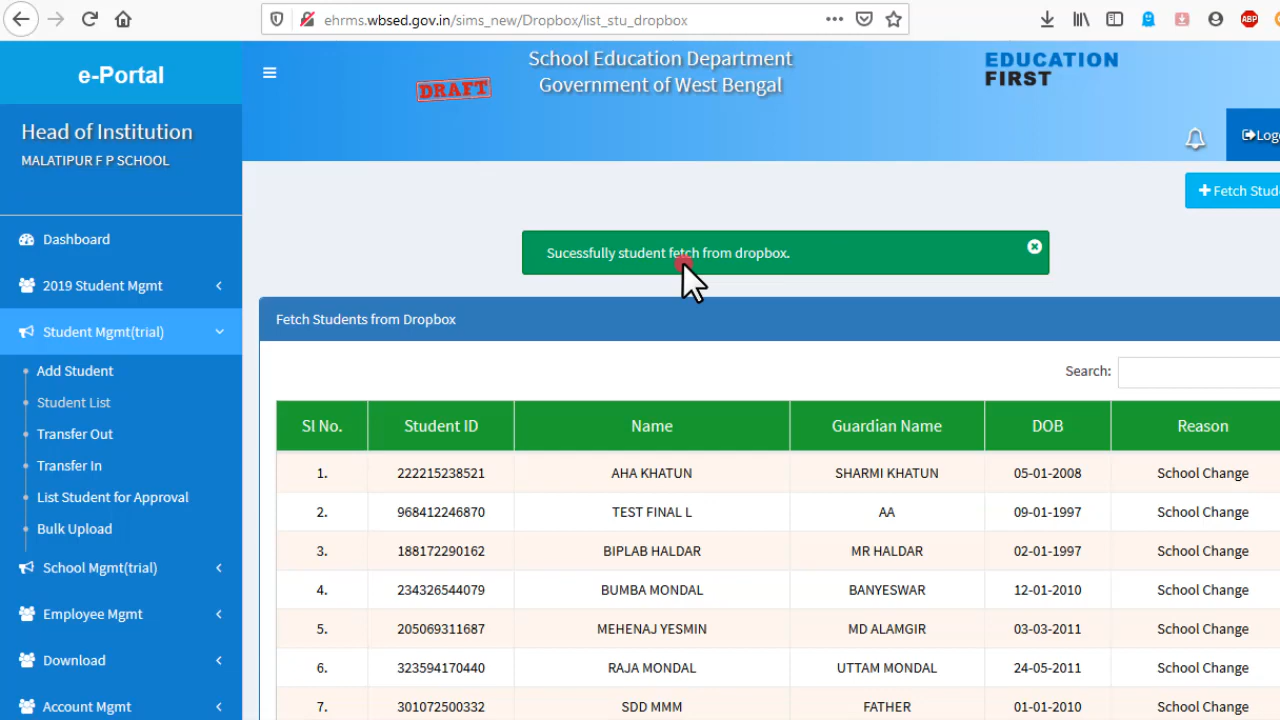 ehrms.wbsed.gov.in/sims_new/Dropbox/list_stu_dropbox
ABP
e-Portal
School Education Department
Government of West Bengal
DRAFT
EDUCATION
FIRST
Head of Institution
MALATIPUR F P SCHOOL
Dashboard
2019 Student Mgmt
Student Mgmt(trial)
Add Student
Student List
Transfer Out
Transfer In
List Student for Approval
Bulk Upload
School Mgmt(trial)
Employee Mgmt
Download
Account Mgmt
Sucessfully student fetch from dropbox.
Fetch Students from Dropbox
Search:
Sl No. Student ID Name Guardian Name DOB Reason
1. 222215238521 AHA KHATUN SHARMI KHATUN 05-01-2008 School Change
2. 968412246870 TEST FINAL L AA 09-01-1997 School Change
3. 188172290162 BIPLAB HALDAR MR HALDAR 02-01-1997 School Change
4. 234326544079 BUMBA MONDAL BANYESWAR 12-01-2010 School Change
5. 205069311687 MEHENAJ YESMIN MD ALAMGIR 03-03-2011 School Change
6. 323594170440 RAJA MONDAL UTTAM MONDAL 24-05-2011 School Change
7. 301072500332 SDD MMM FATHER 01-01-2010 School Change